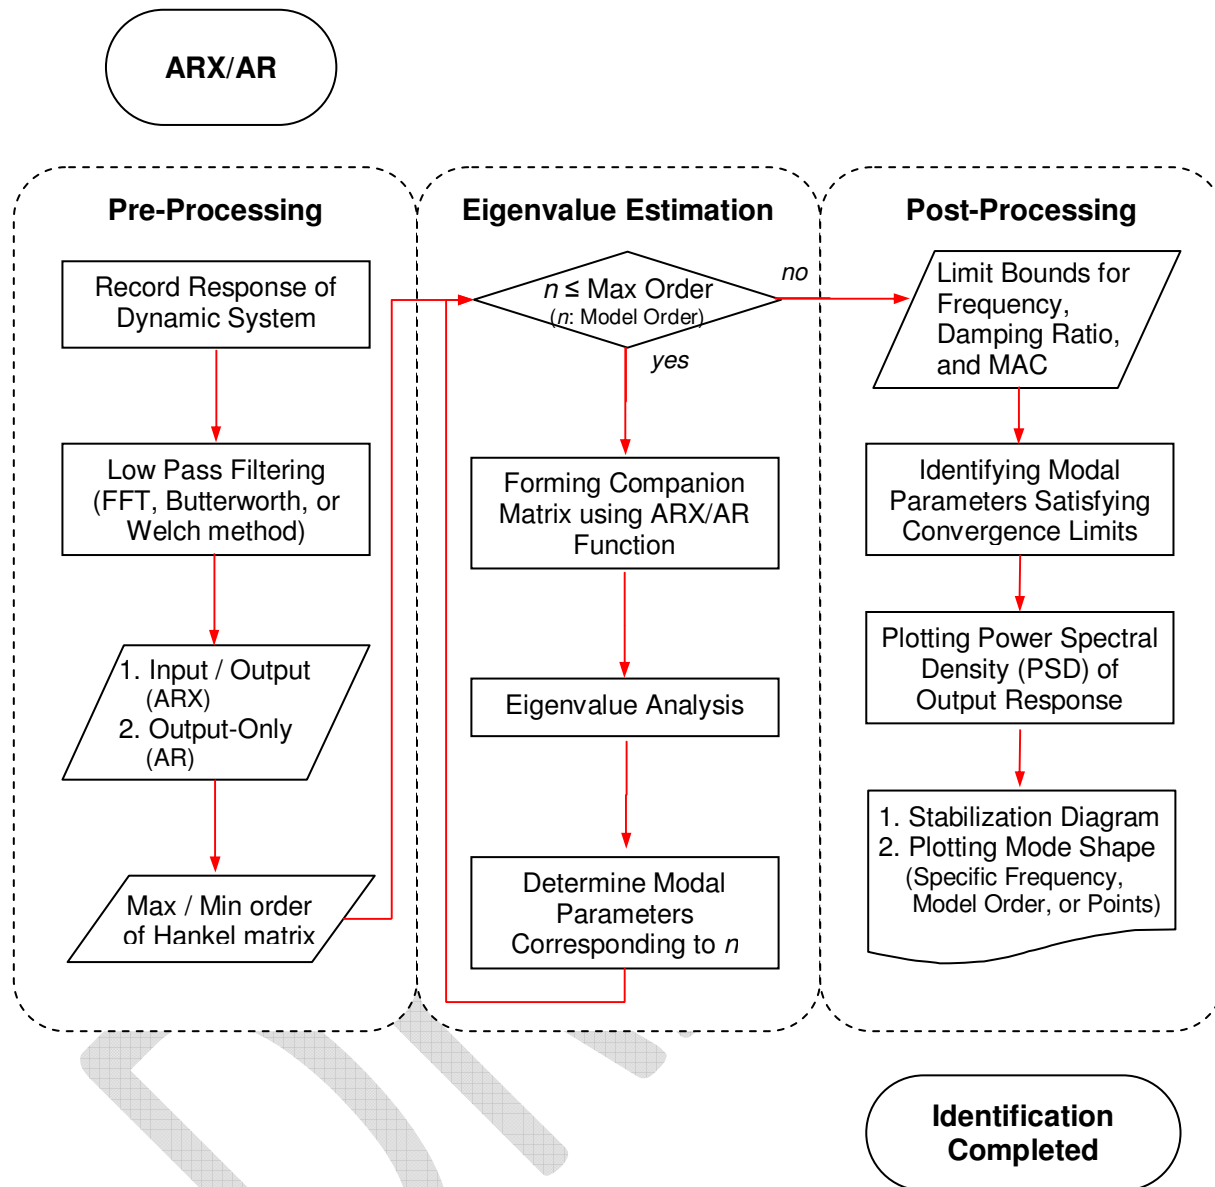 ARX/AR
Pre-Processing
Record Response of
Dynamic System
Low Pass Filtering
(FFT, Butterworth, or
Welch method)
1. Input / Output
(ARX)
2. Output-Only
(AR)
Max / Min order
of Hankel matrix
Eigenvalue Estimation
n ≤ Max Order
(n: Model Order)
no
yes
Forming Companion
Matrix using ARX/AR
Function
Eigenvalue Analysis
Determine Modal
Parameters
Corresponding to n
Post-Processing
Limit Bounds for
Frequency,
Damping Ratio,
and MAC
Identifying Modal
Parameters Satisfying
Convergence Limits
Plotting Power Spectral
Density (PSD) of
Output Response
1. Stabilization Diagram
2. Plotting Mode Shape
(Specific Frequency,
Model Order, or Points)
Identification
Completed